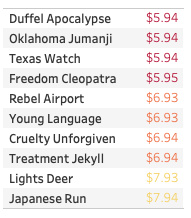 Duffel Apocalypse $5.94
Oklahoma Jumanji $5.94
Texas Watch $5.94
Freedom Cleopatra $5.95
Rebel Airport $6.93
Young Language $6.93
Cruelty Unforgiven $6.94
Treatment Jekyll $6.94
Lights Deer $7.93
Japanese Run $7.94